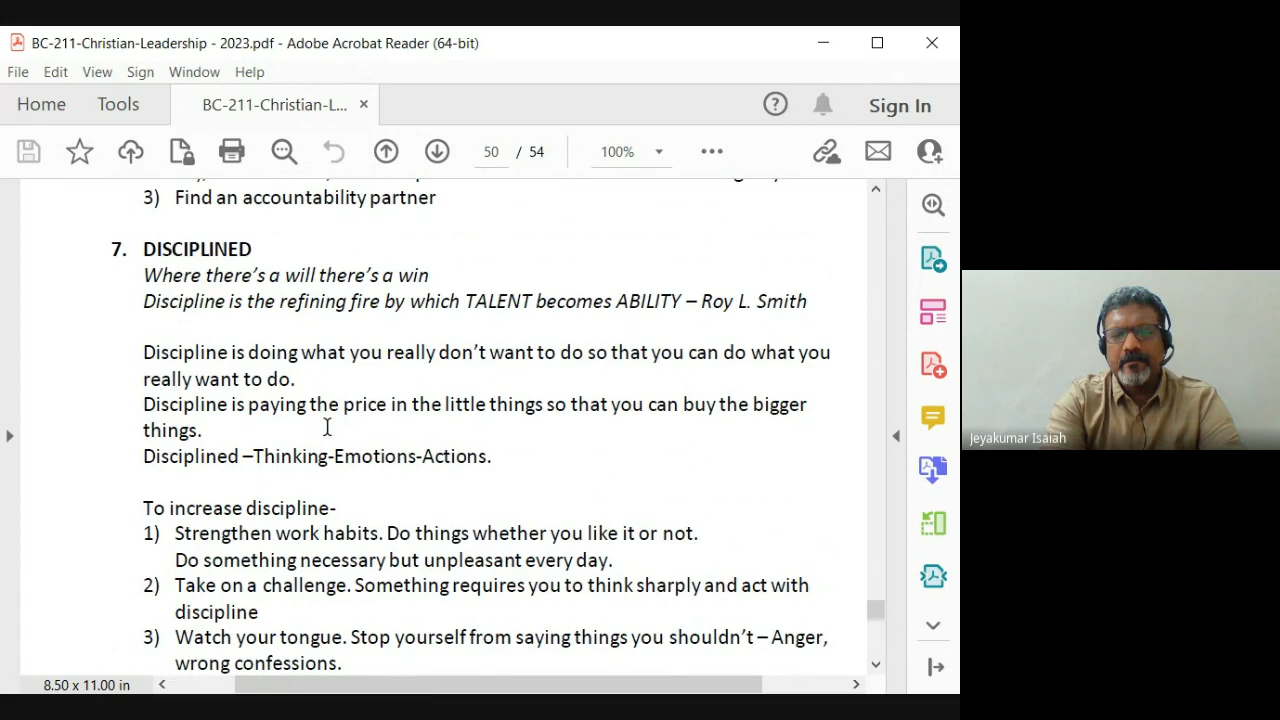 BC-211-Christian-Leadership - 2023.pdf - Adobe Acrobat Reader (64-bit)
File Edit View Sign Window Help
Home Tools BC-211-Christian-L... × Sign In
50 / 54 100%
3) Find an accountability partner
7. DISCIPLINED
Where there's a will there's a win
Discipline is the refining fire by which TALENT becomes ABILITY – Roy L. Smith
Discipline is doing what you really don't want to do so that you can do what you
really want to do.
Discipline is paying the price in the little things so that you can buy the bigger
things.
Disciplined –Thinking-Emotions-Actions.
To increase discipline-
1) Strengthen work habits. Do things whether you like it or not.
Do something necessary but unpleasant every day.
2) Take on a challenge. Something requires you to think sharply and act with
discipline
3) Watch your tongue. Stop yourself from saying things you shouldn't – Anger,
wrong confessions.
8.50 x 11.00 in
Jeyakumar Isaiah